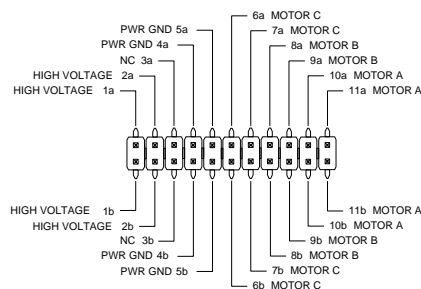 6a MOTOR C
PWR GND 5a
7a MOTOR C
PWR GND 4a
8a MOTOR B
NC 3a
9a MOTOR B
HIGH VOLTAGE 2a
10a MOTOR A
HIGH VOLTAGE 1a
11a MOTOR A
HIGH VOLTAGE 1b
11b MOTOR A
HIGH VOLTAGE 2b
10b MOTOR A
NC 3b
9b MOTOR B
PWR GND 4b
8b MOTOR B
PWR GND 5b
7b MOTOR C
6b MOTOR C